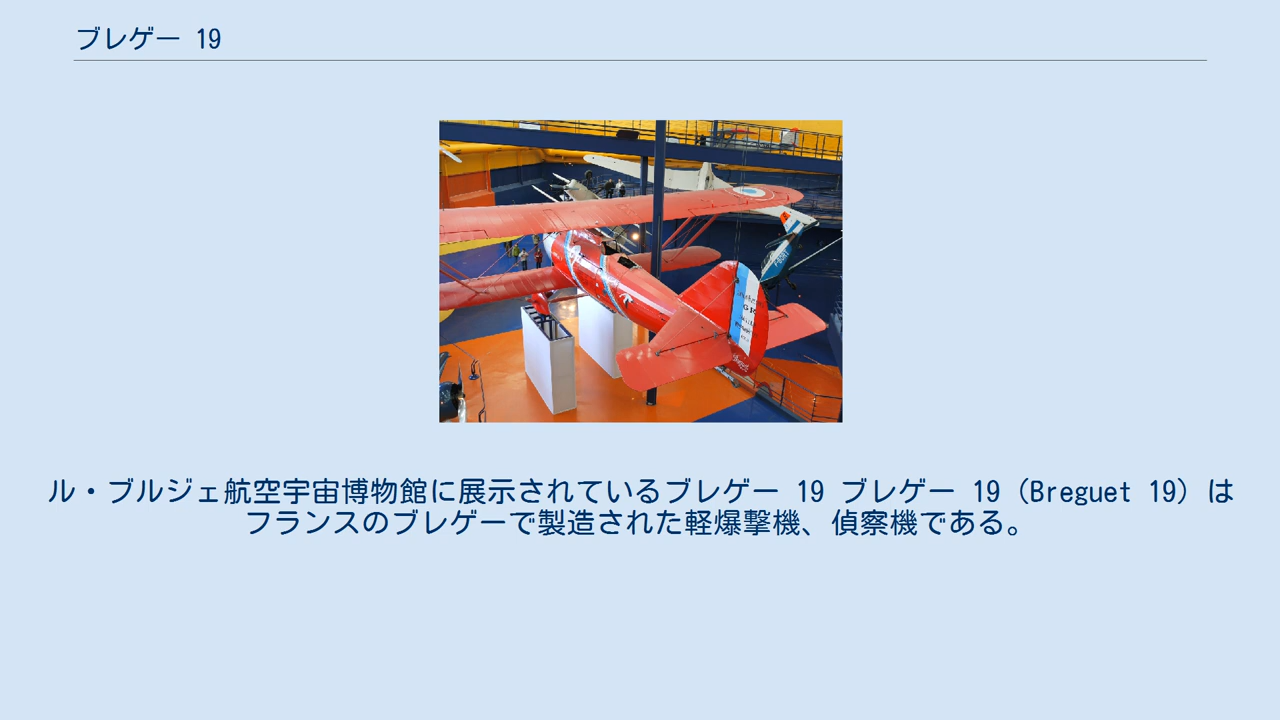 ブレゲー 19
ル・ブルジェ航空宇宙博物館に展示されているブレゲー 19 ブレゲー 19（Breguet 19）は
フランスのブレゲーで製造された軽爆撃機、偵察機である。